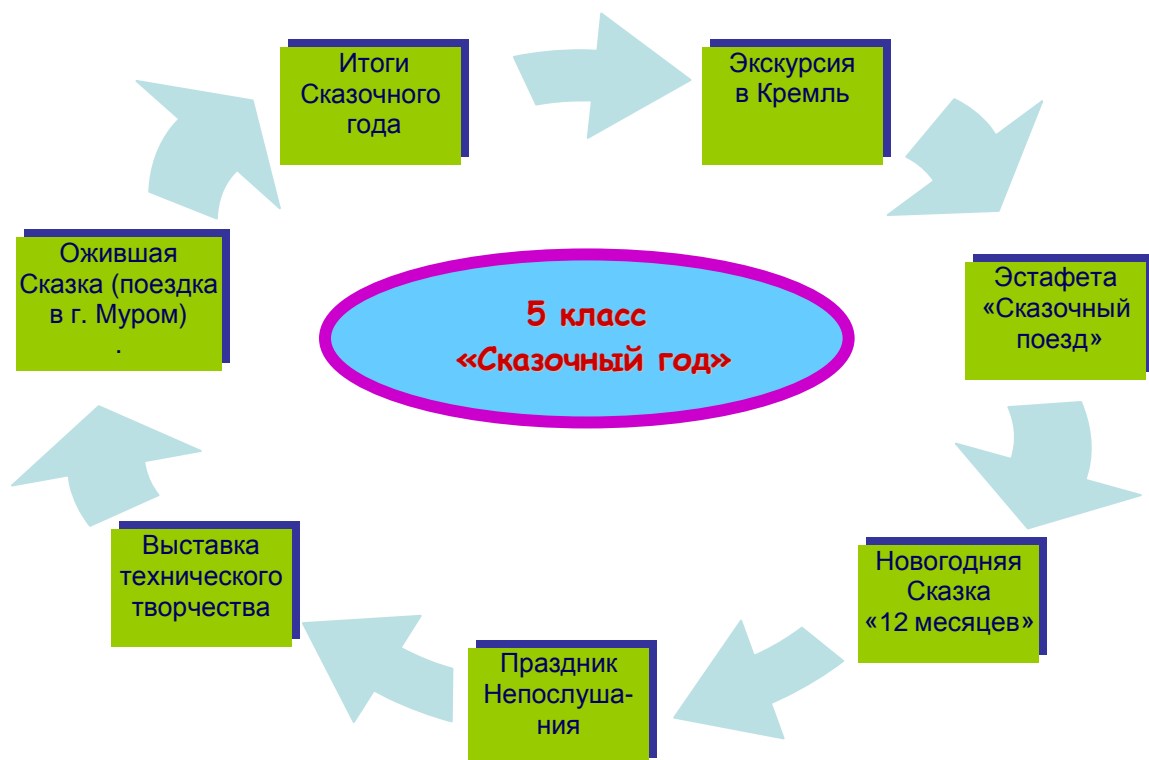 Итоги
Сказочного
года
Экскурсия
в Кремль
Эстафета
«Сказочный
поезд»
Новогодняя
Сказка
«12 месяцев»
Праздник
Непослуша-
ния
Выставка
технического
творчества
Ожившая
Сказка (поездка
в г. Муром)
.
5 класс
«Сказочный год»